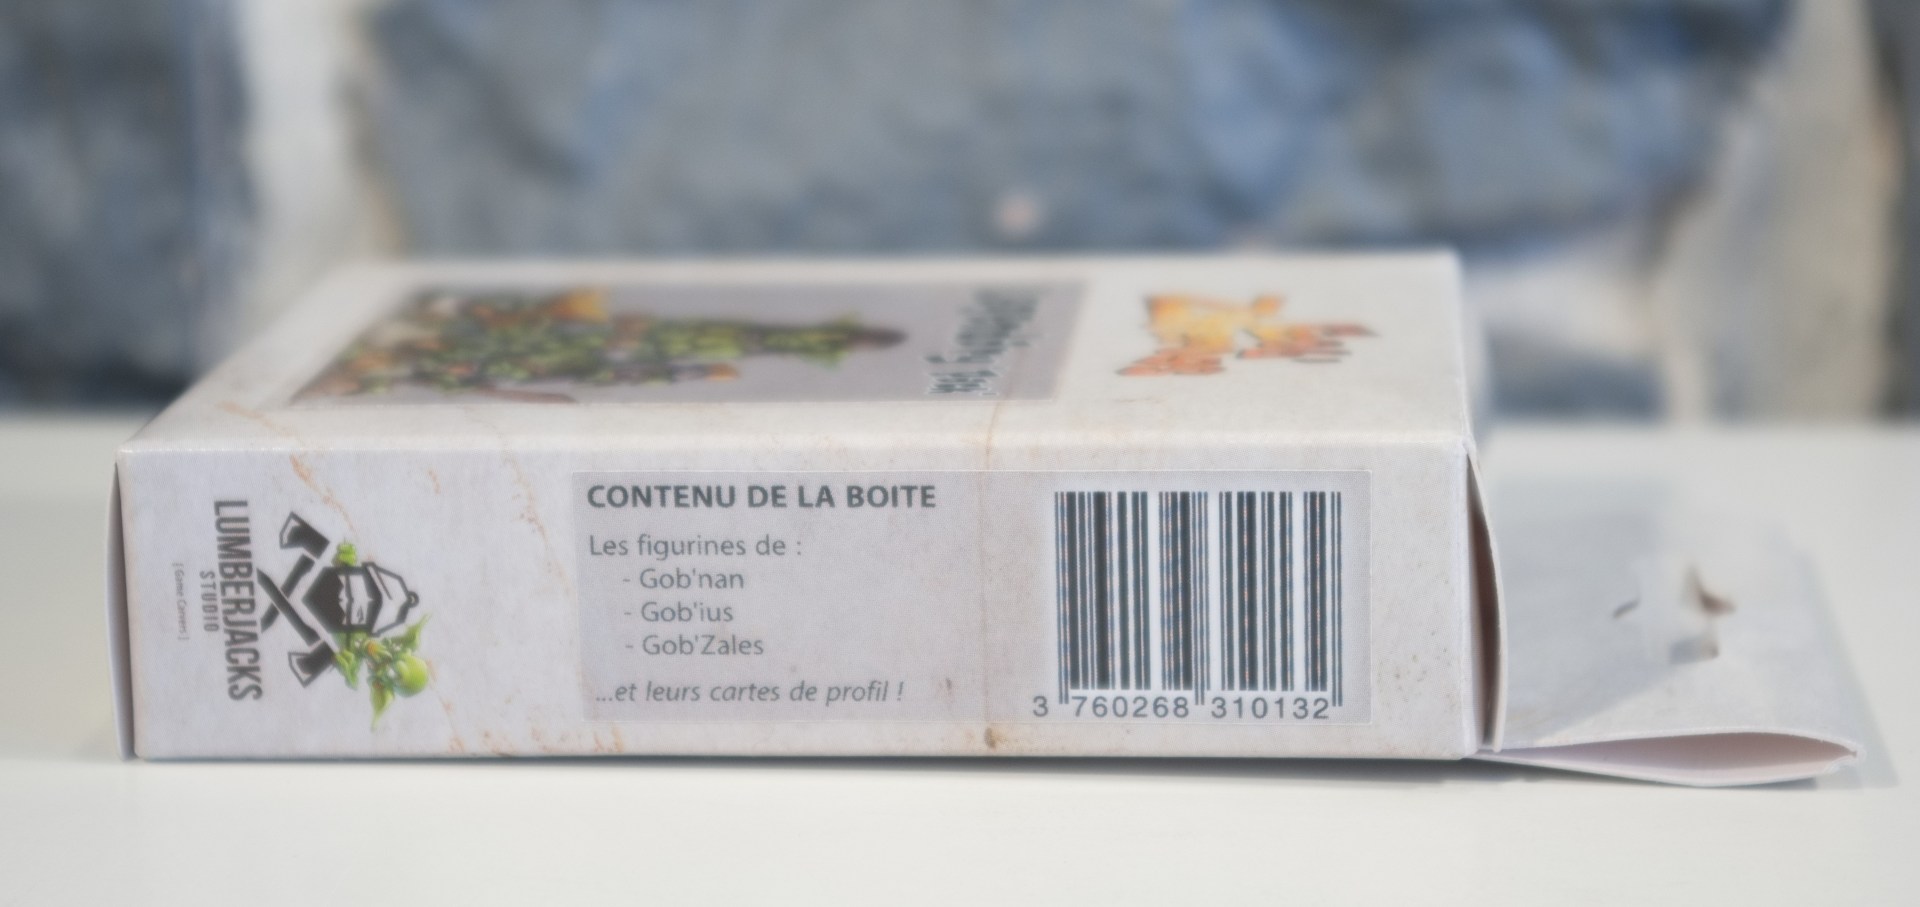 LUMBERJACKS
STUDIO
CONTENU DE LA BOITE
Les figurines de :
- Gob'nan
- Gob'ius
- Gob'Zales
...et leurs cartes de profil !
3 760268 310132